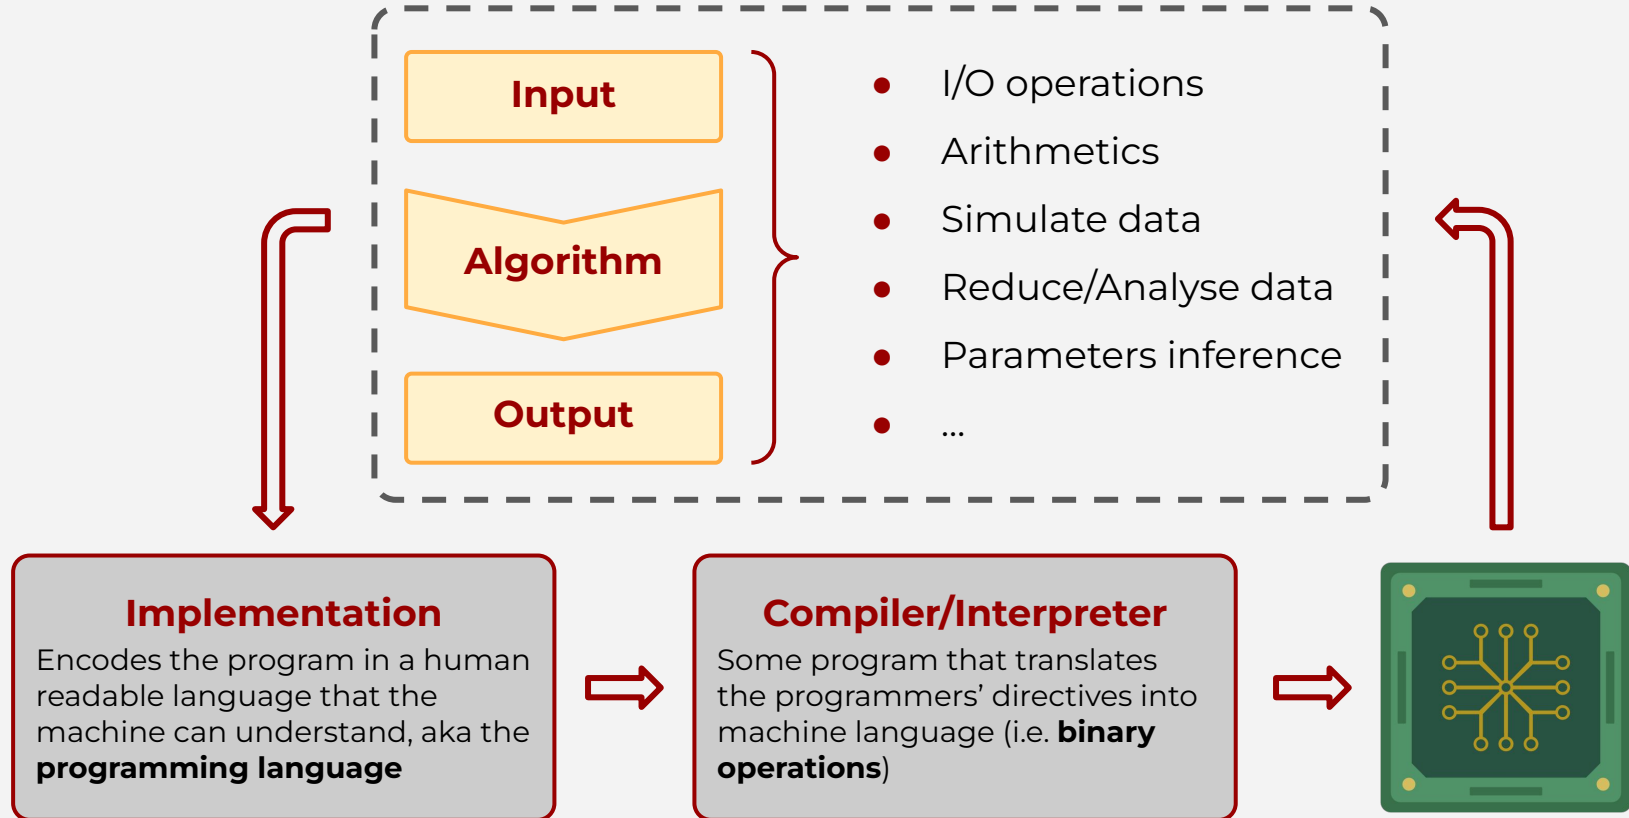 Input
Algorithm
Output
● I/O operations
● Arithmetics
● Simulate data
● Reduce/Analyse data
● Parameters inference
● ...
Implementation
Encodes the program in a human
readable language that the
machine can understand, aka the
programming language
Compiler/Interpreter
Some program that translates
the programmers’ directives into
machine language (i.e. binary
operations)